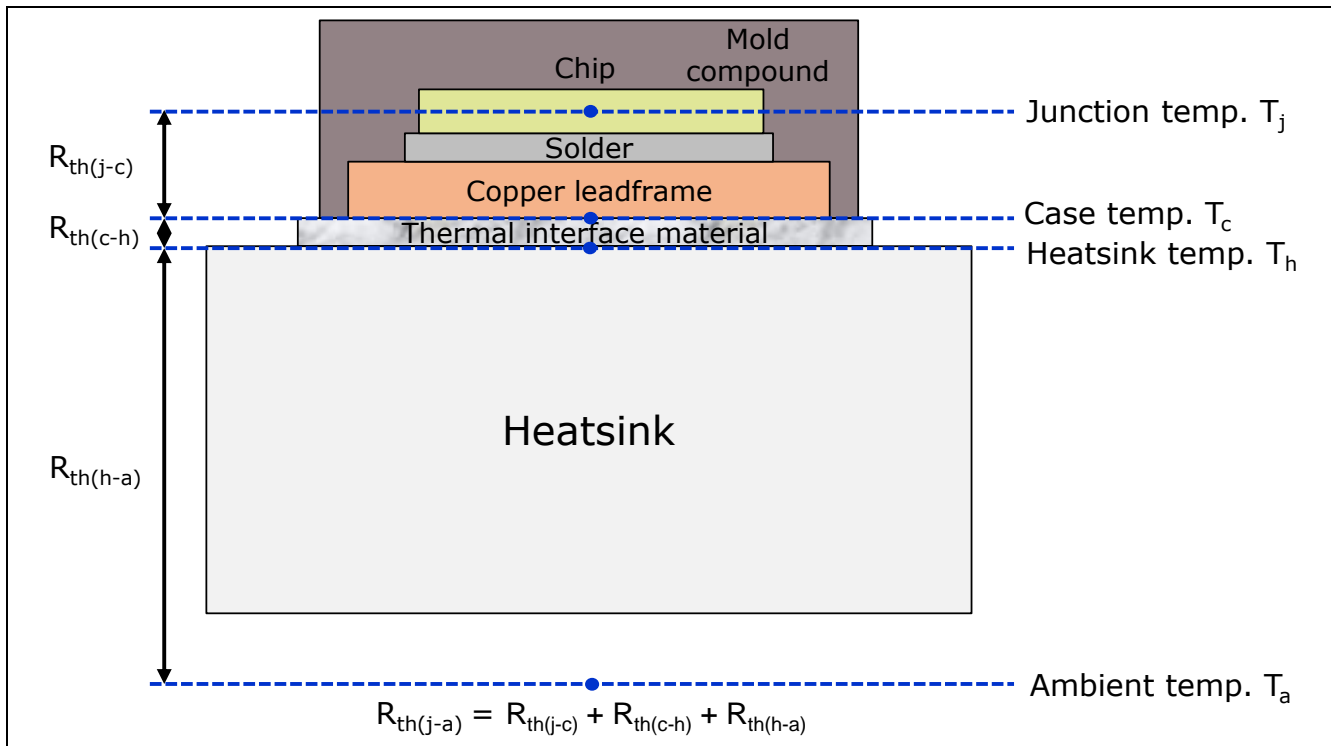 Mold
compound
Chip
Junction temp. Tj
Rth(j-c)
Solder
Copper leadframe
Case temp. Tc
Rth(c-h)
Thermal interface material
Heatsink temp. Th
Heatsink
Rth(h-a)
Ambient temp. Ta
Rth(j-a) = Rth(j-c) + Rth(c-h) + Rth(h-a)